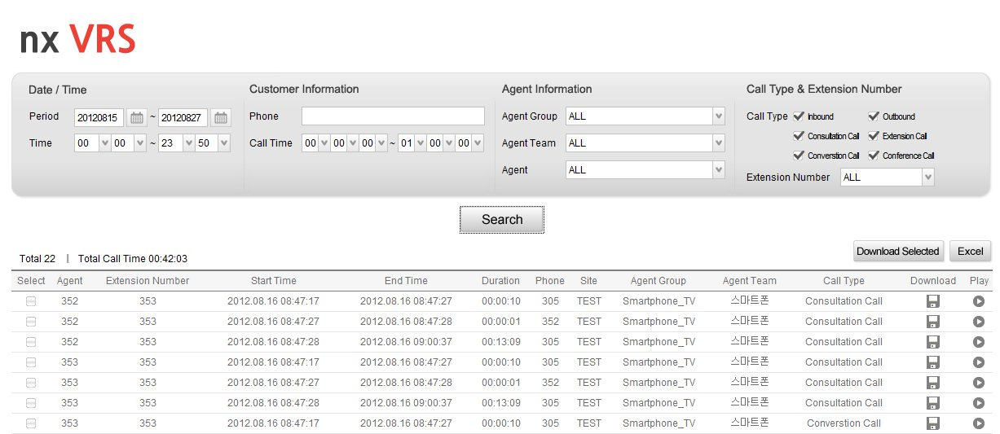 nx VRS
Date / Time Customer Information Agent Information Call Type & Extension Number
Period 20120815 ~ 20120827 Phone Agent Group ALL Call Type Inbound Outbound
Time 00 00 ~ 23 50 Call Time 00 00 00 ~ 01 00 00 Agent Team ALL Consultation Call Extension Call
Agent ALL Converstion Call Conference Call
Extension Number ALL
Search
Total 22 | Total Call Time 00:42:03 Download Selected Excel
Select Agent Extension Number Start Time End Time Duration Phone Site Agent Group Agent Team Call Type Download Play
352 353 2012.08.16 08:47:17 2012.08.16 08:47:27 00:00:10 305 TEST Smartphone_TV 스마트폰 Consultation Call
352 353 2012.08.16 08:47:27 2012.08.16 08:47:28 00:00:01 352 TEST Smartphone_TV 스마트폰 Consultation Call
352 353 2012.08.16 08:47:28 2012.08.16 09:00:37 00:13:09 305 TEST Smartphone_TV 스마트폰 Consultation Call
353 353 2012.08.16 08:47:17 2012.08.16 08:47:27 00:00:10 305 TEST Smartphone_TV 스마트폰 Consultation Call
353 353 2012.08.16 08:47:27 2012.08.16 08:47:28 00:00:01 352 TEST Smartphone_TV 스마트폰 Consultation Call
353 353 2012.08.16 08:47:28 2012.08.16 09:00:37 00:13:09 305 TEST Smartphone_TV 스마트폰 Consultation Call
353 353 2012.08.16 08:47:17 2012.08.16 08:47:27 00:00:10 305 TEST Smartphone_TV 스마트폰 Converstion Call